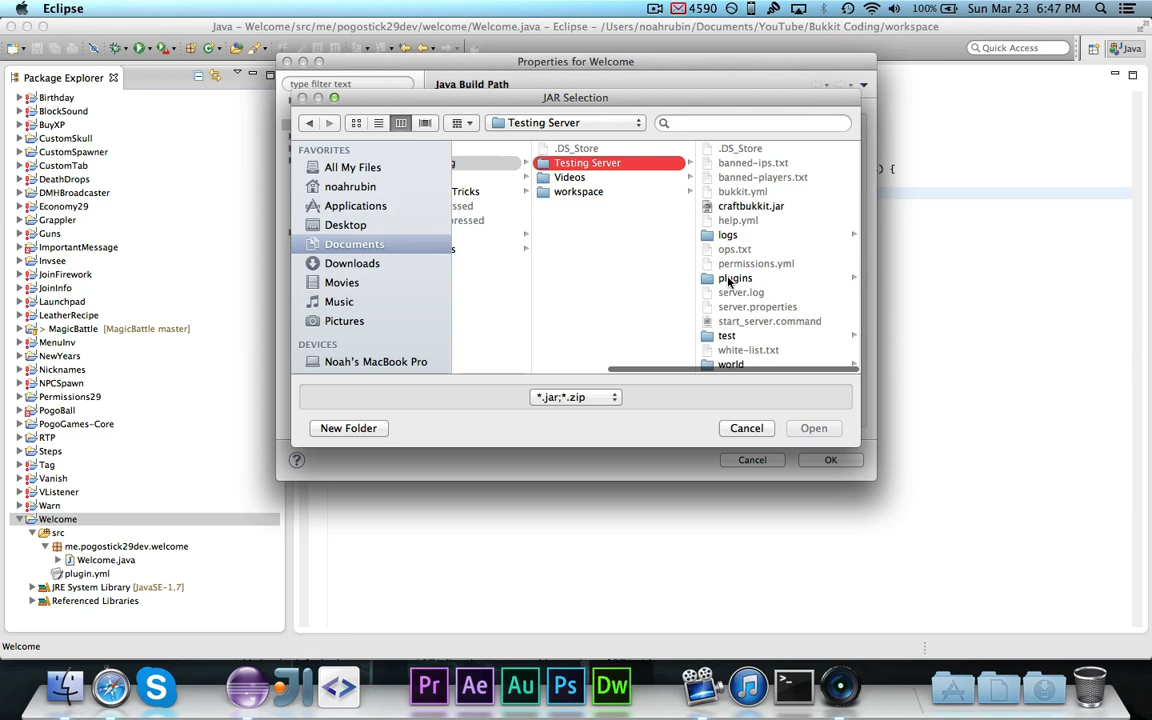 Eclipse
4590
100%
Sun Mar 23 6:47 PM
Java – Welcome/src/me/pogostick29dev/welcome/Welcome.java – Eclipse – /Users/noahrubin/Documents/YouTube/Bukkit Coding/workspace
Quick Access
Java
Package Explorer
Birthday
BlockSound
BuyXP
CustomSkull
CustomSpawner
CustomTab
DeathDrops
DMHBroadcaster
Economy29
Grappler
Guns
ImportantMessage
Invsee
JoinFirework
JoinInfo
Launchpad
LeatherRecipe
> MagicBattle [MagicBattle master]
MenuInv
NewYears
Nicknames
NPCSpawn
Permissions29
PogoBall
PogoGames-Core
RTP
Steps
Tag
Vanish
VListener
Warn
Welcome
src
me.pogostick29dev.welcome
Welcome.java
plugin.yml
JRE System Library [JavaSE-1.7]
Referenced Libraries
Properties for Welcome
type filter text
Java Build Path
) {
JAR Selection
Testing Server
FAVORITES
All My Files
noahrubin
Applications
Desktop
Documents
Downloads
Movies
Music
Pictures
DEVICES
Noah's MacBook Pro
g
Tricks
ssed
pressed
s
.DS_Store
Testing Server
Videos
workspace
.DS_Store
banned-ips.txt
banned-players.txt
bukkit.yml
craftbukkit.jar
help.yml
logs
ops.txt
permissions.yml
plugins
server.log
server.properties
start_server.command
test
white-list.txt
world
*.jar;*.zip
New Folder
Cancel
Open
?
Cancel
OK
Welcome
Pr
Ae
Au
Ps
Dw